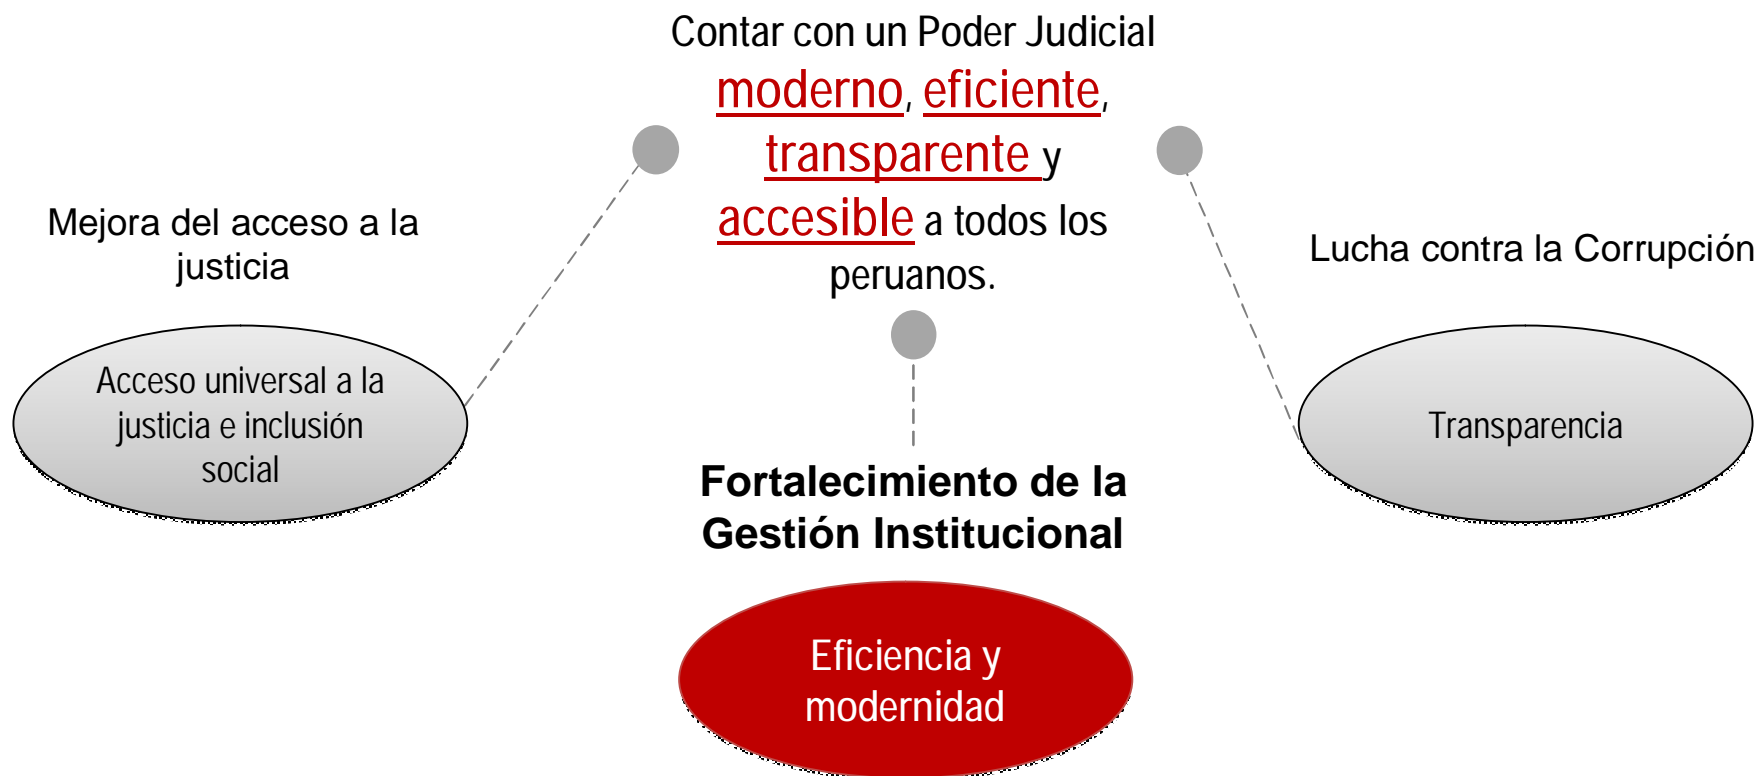 Contar con un Poder Judicial
moderno, eficiente,
transparente y
accesible a todos los
peruanos.
Mejora del acceso a la
justicia
Acceso universal a la
justicia e inclusión
social
Lucha contra la Corrupción
Transparencia
Fortalecimiento de la
Gestión Institucional
Eficiencia y
modernidad